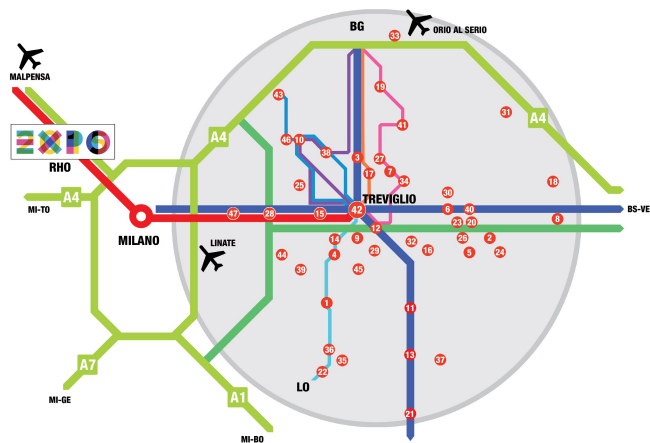 BG
ORIO AL SERIO
33
MALPENSA
19
43
31
A4
EXPO
A4
41
46
10
38
3
27
RHO
17
7
25
34
18
30
A4
TREVIGLIO
MI-TO
47
28
15
42
6
40
BS-VE
8
23
20
12
MILANO
LINATE
14
9
32
26
2
44
4
29
16
5
24
39
45
1
11
36
13
35
37
22
A7
LO
A1
MI-GE
21
MI-BO